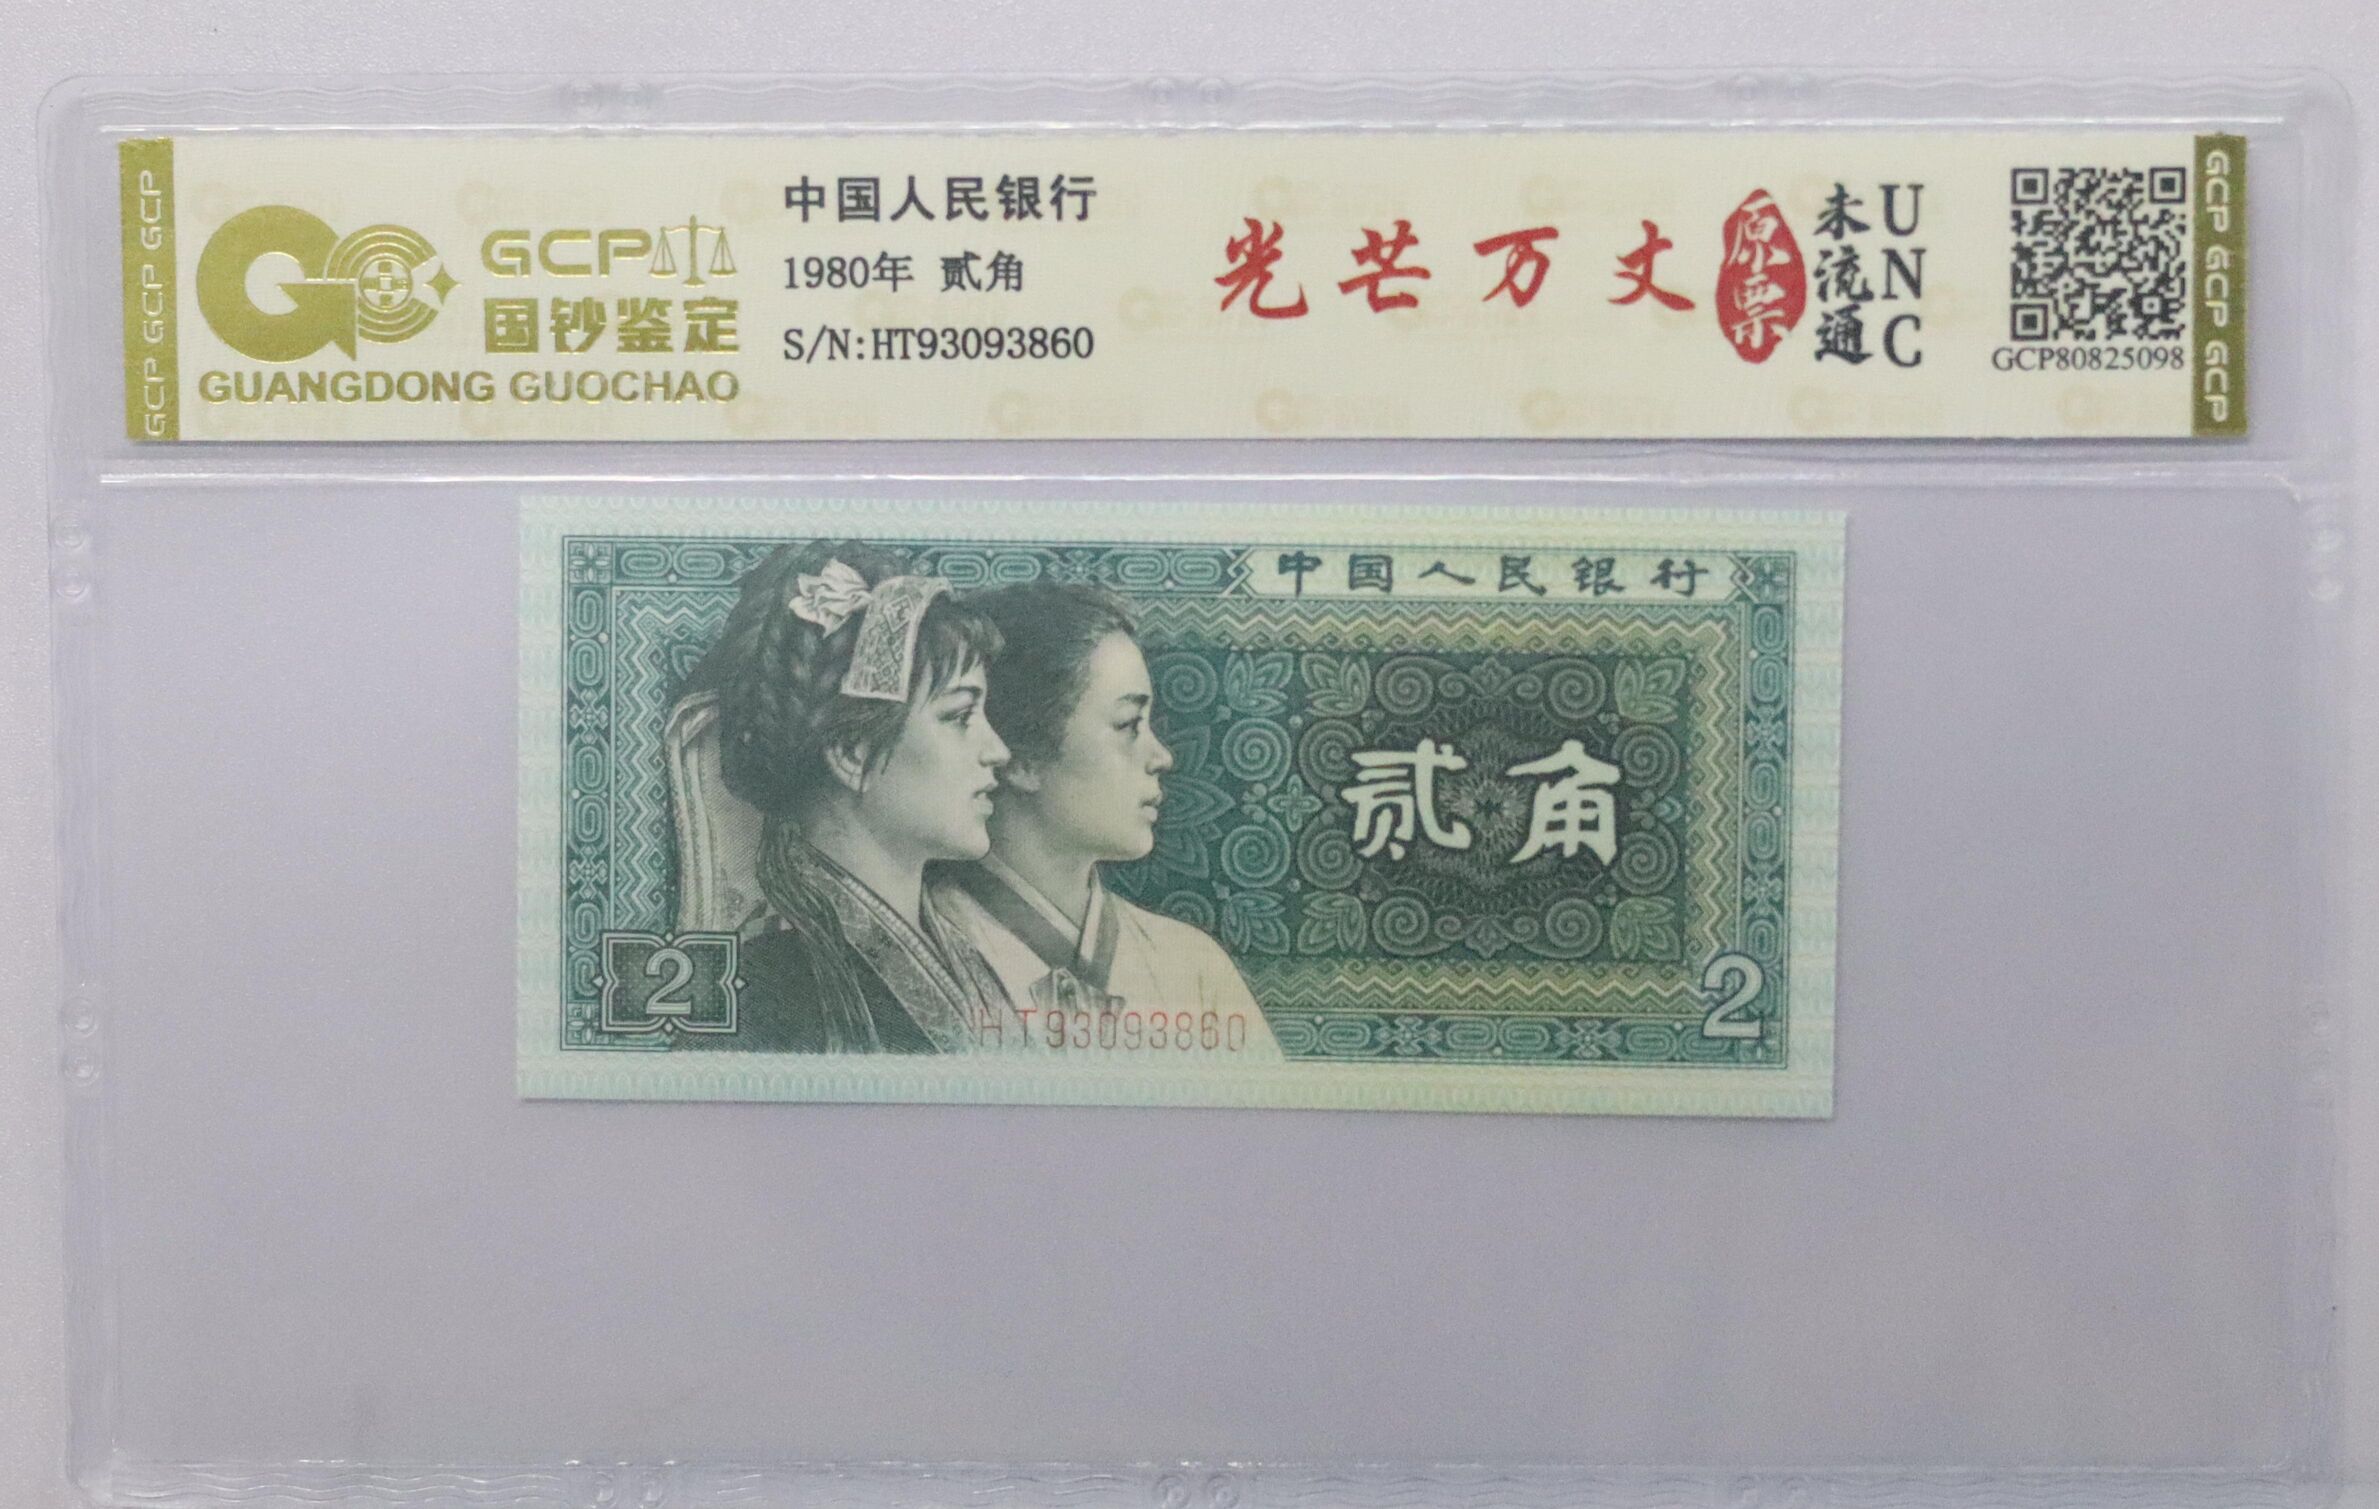 GCP GCP GCP
GCP
国钞鉴定
GUANGDONG GUOCHAO
中国人民银行
1980年 贰角
S/N:HT93093860
光芒万丈
原票
未流通
UNC
GCP80825098
GCP GCP GCP
中国人民银行
贰角
2
HT93093860
2